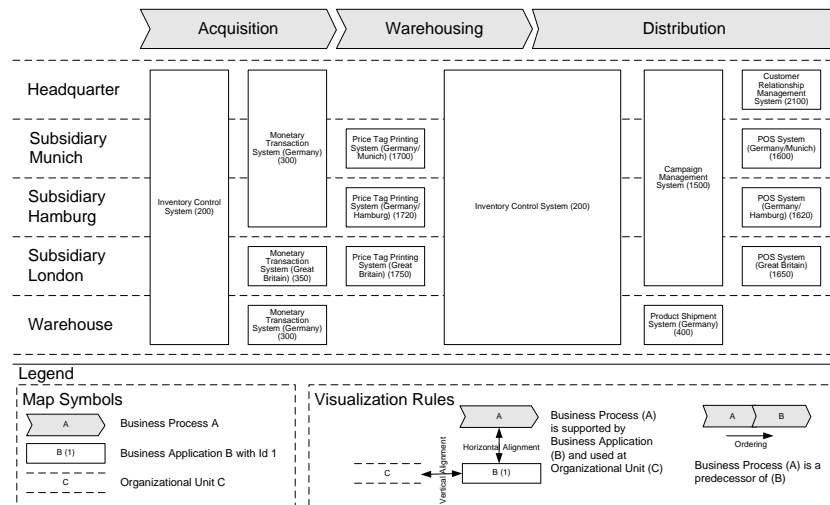 Acquisition
Warehousing
Distribution
Headquarter
Customer
Relationship
Management
System (2100)
Subsidiary
Munich
Monetary
Transaction
System (Germany)
(300)
Price Tag Printing
System (Germany/
Munich) (1700)
POS System
(Germany/Munich)
(1600)
Campaign
Management
System (1500)
Subsidiary
Hamburg
Inventory Control
System (200)
Price Tag Printing
System (Germany/
Hamburg) (1720)
Inventory Control System (200)
POS System
(Germany/
Hamburg) (1620)
Subsidiary
London
Monetary
Transaction
System (Great
Britain) (350)
Price Tag Printing
System (Great
Britain) (1750)
POS System
(Great Britain)
(1650)
Warehouse
Monetary
Transaction
System (Germany)
(300)
Product Shipment
System (Germany)
(400)
Legend
Map Symbols
A
Business Process A
B (1)
Business Application B with Id 1
C
Organizational Unit C
Visualization Rules
A
Horizontal Alignment
C
Vertical Alignment
B (1)
Business Process (A)
is supported by
Business Application
(B) and used at
Organizational Unit (C)
A
B
Ordering
Business Process (A) is a
predecessor of (B)